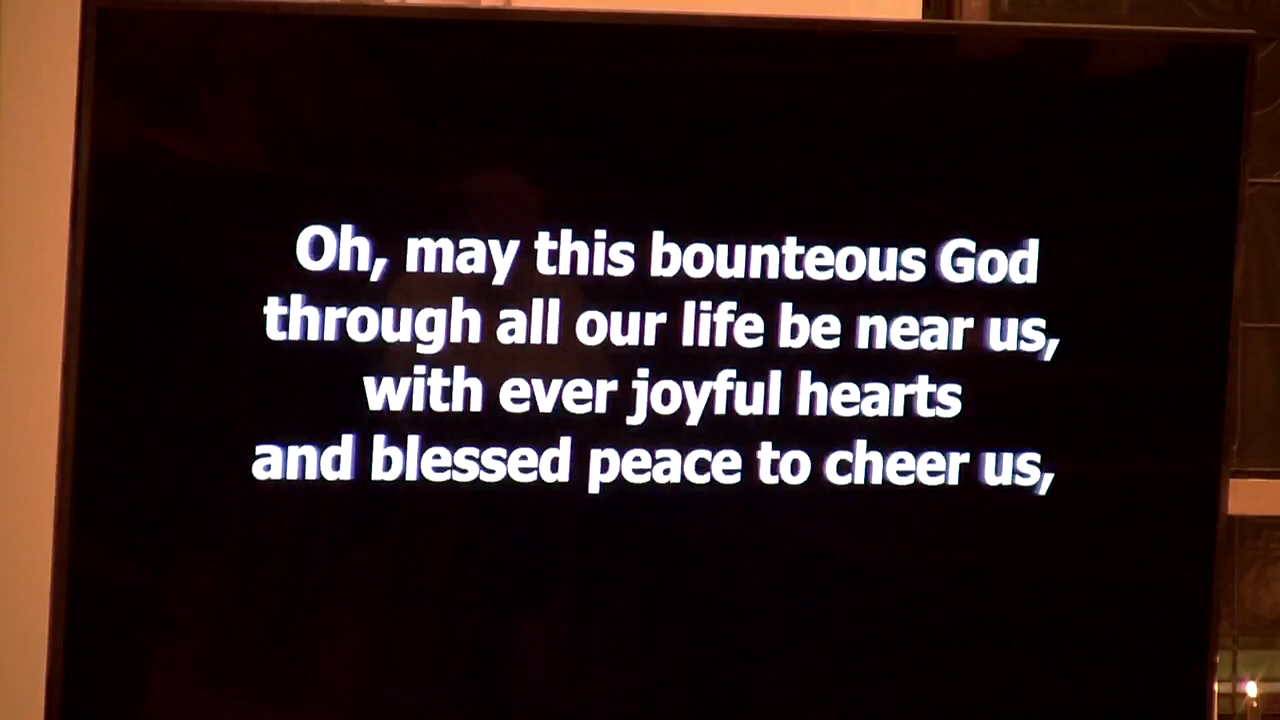 Oh, may this bounteous God
through all our life be near us,
with ever joyful hearts
and blessed peace to cheer us,